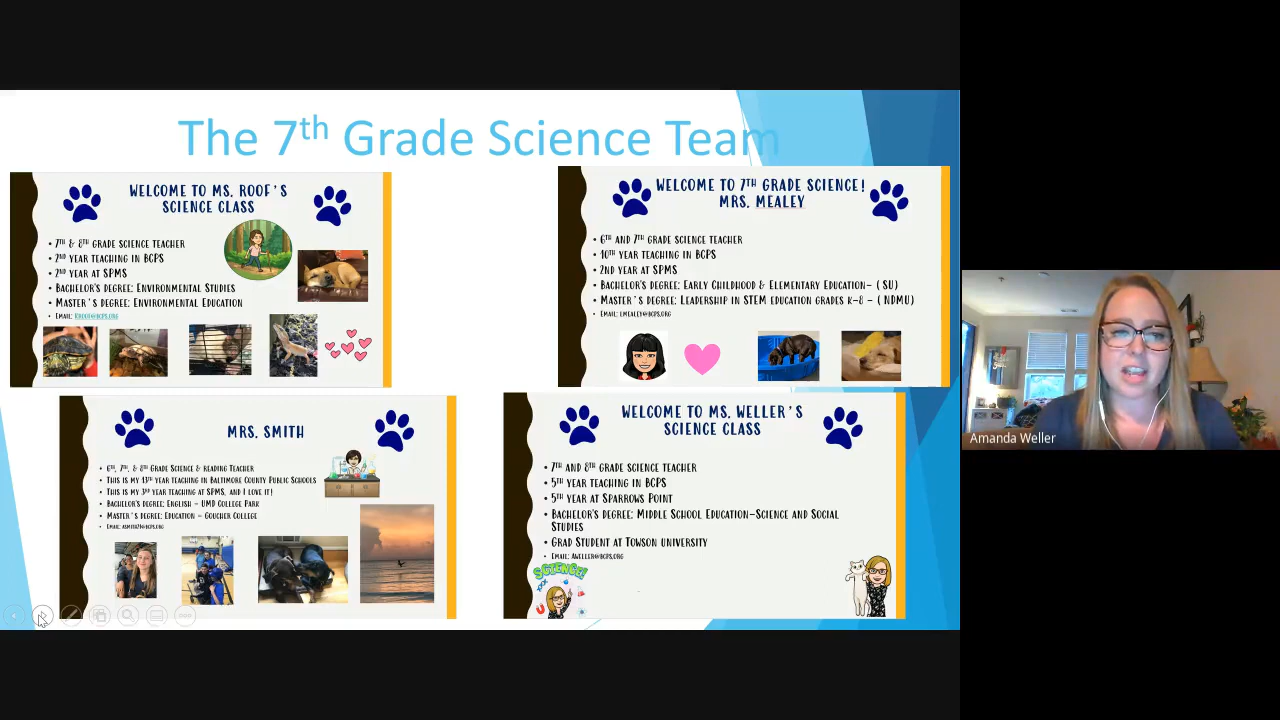 The 7th Grade Science Team
Welcome to Ms. Roof's
Science Class
• 7th & 8th grade science teacher
• 2nd year teaching in BCPS
• 2nd year at SPMS
• Bachelor's degree: Environmental Studies
• Master's degree: Environmental Education
• Email:
Welcome to 7th Grade Science!
Mrs. Mealey
• 6th and 7th grade science teacher
• 10th year teaching in BCPS
• 2nd year at SPMS
• Bachelor's degree: Early Childhood & Elementary Education- ( SU)
• Master's degree: Leadership in STEM education grades k-8 - ( NDMU)
• Email: lmealey@bcps.org
Mrs. Smith
• 6th, 7th, & 8th Grade Science & reading Teacher
• This is my 13th year teaching in Baltimore County Public Schools
• This is my 3rd year teaching at SPMS, and I love it!
• Bachelor's degree: English - UMD College Park
• Master's degree: Education - Goucher College
• Email:
Welcome to Ms. Weller's
Science Class
• 7th and 8th grade science teacher
• 5th year teaching in BCPS
• 5th year at Sparrows Point
• Bachelor's degree: Middle School Education-Science and Social
Studies
• Grad Student at Towson University
• Email: Aweller@bcps.org
SCIENCE!
Amanda Weller